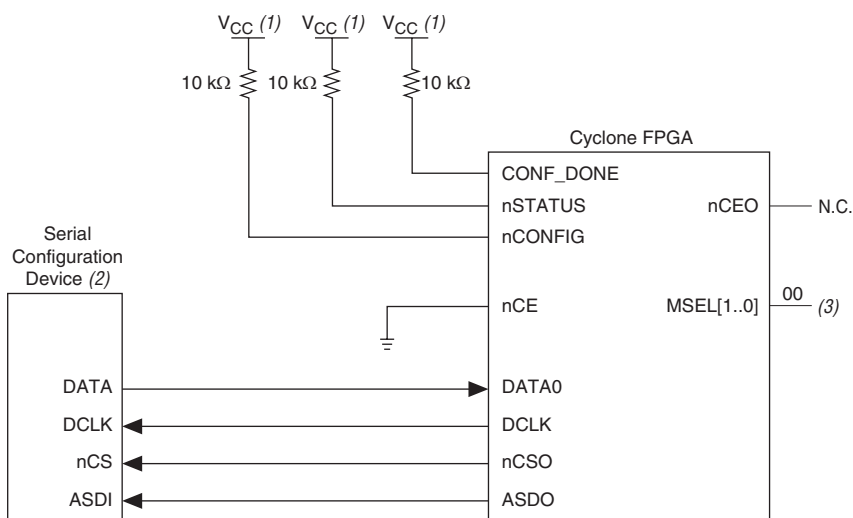 VCC (1) VCC (1) VCC (1)
10 kΩ 10 kΩ 10 kΩ
Cyclone FPGA
CONF_DONE
nSTATUS nCEO N.C.
nCONFIG
Serial
Configuration
Device (2)
nCE MSEL[1..0] 00 (3)
DATA DATA0
DCLK DCLK
nCS nCSO
ASDI ASDO